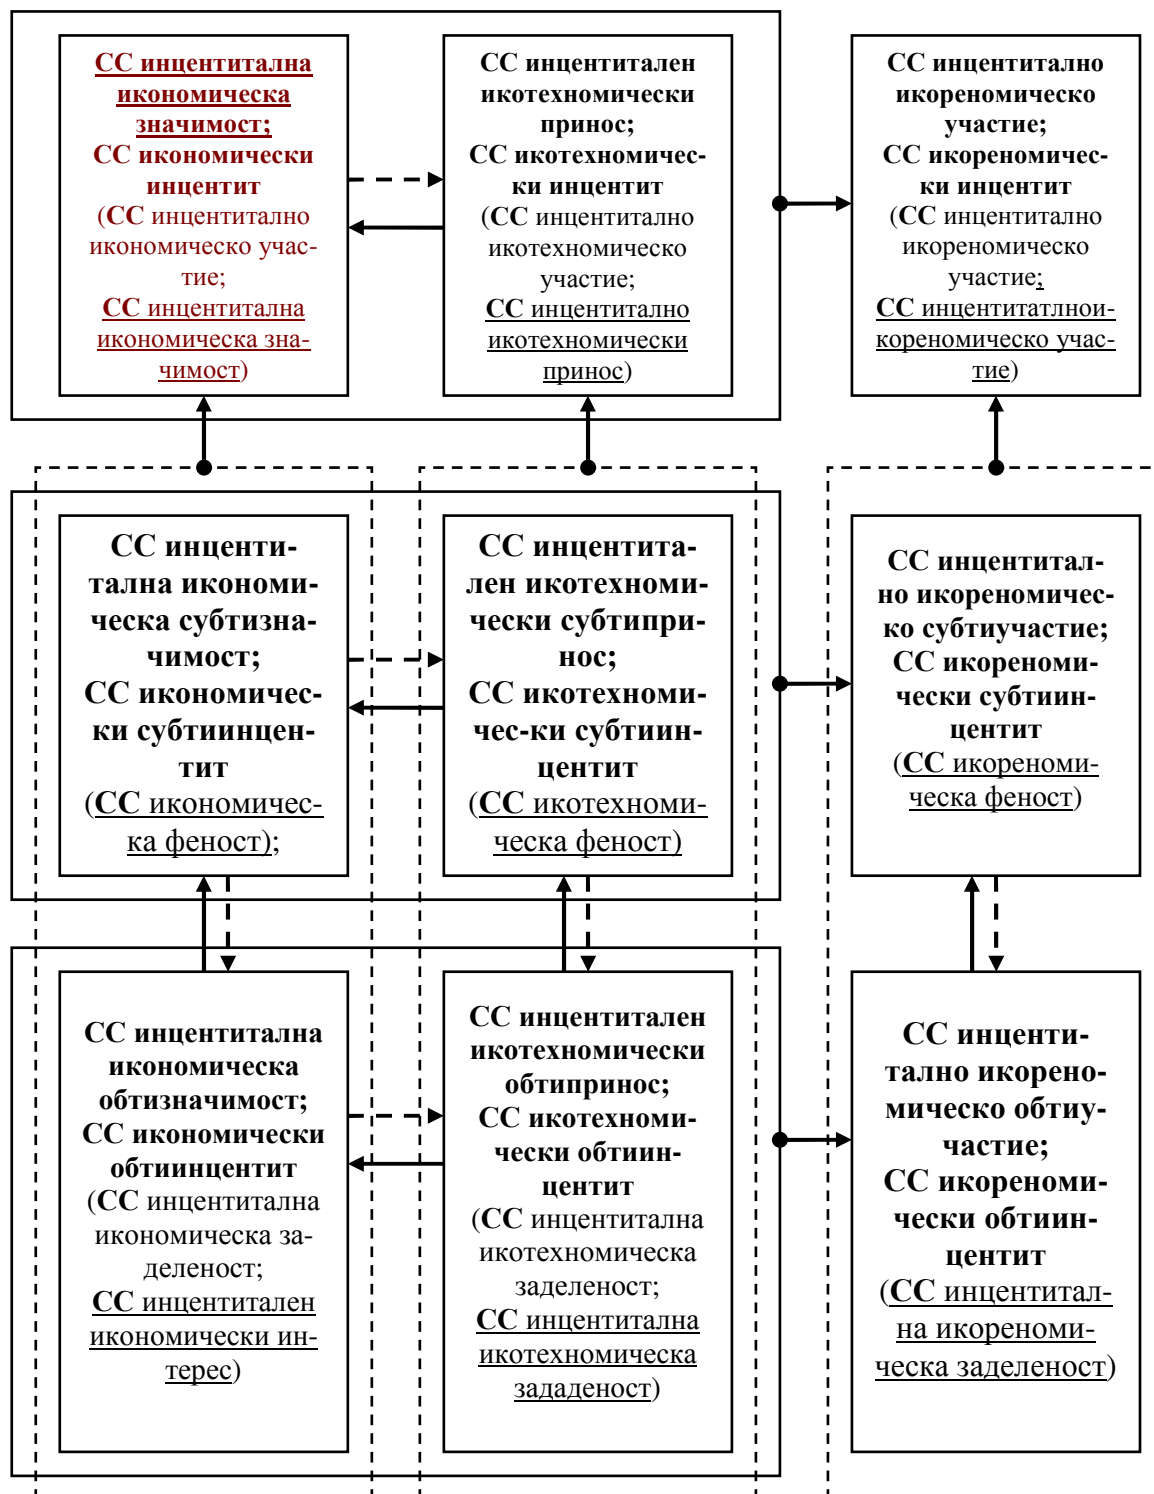 СС инцентитална
икономическа
значимост;
СС икономически
инцентит
(СС инцентитално
икономическо учас-
тие;
СС инцентитална
икономическа зна-
чимост)
СС инцентитален
икотехномически
принос;
СС икотехномичес-
ки инцентит
(СС инцентитално
икотехномическо
участие;
СС инцентитално
икотехномически
принос)
СС инцентитално
икореномическо
участие;
СС икореномичес-
ки инцентит
(СС инцентитално
икореномическо
участие;
СС инцентитатлнои-
кореномическо учас-
тие)
СС инценти-
тална икономи-
ческа субтизна-
чимост;
СС икономичес-
ки субтиинцен-
тит
(СС икономичес-
ка феност);
СС инцентита-
лен икотехноми-
чески субтипри-
нос;
СС икотехноми-
чес-ки субтиин-
центит
(СС икотехноми-
ческа феност)
СС инцентитал-
но икореномичес-
ко субтиучастие;
СС икореноми-
чески субтиин-
центит
(СС икореноми-
ческа феност)
СС инцентитална
икономическа
обтизначимост;
СС икономически
обтиинцентит
(СС инцентитална
икономическа за-
деленост;
СС инцентитален
икономически ин-
терес)
СС инцентитален
икотехномически
обтипринос;
СС икотехноми-
чески обтиин-
центит
(СС инцентитална
икотехномическа
заделеност;
СС инцентитална
икотехномическа
зададеност)
СС инценти-
тално икорено-
мическо обтиу-
частие;
СС икореноми-
чески обтиин-
центит
(СС инцентитал-
на икореноми-
ческа заделеност)